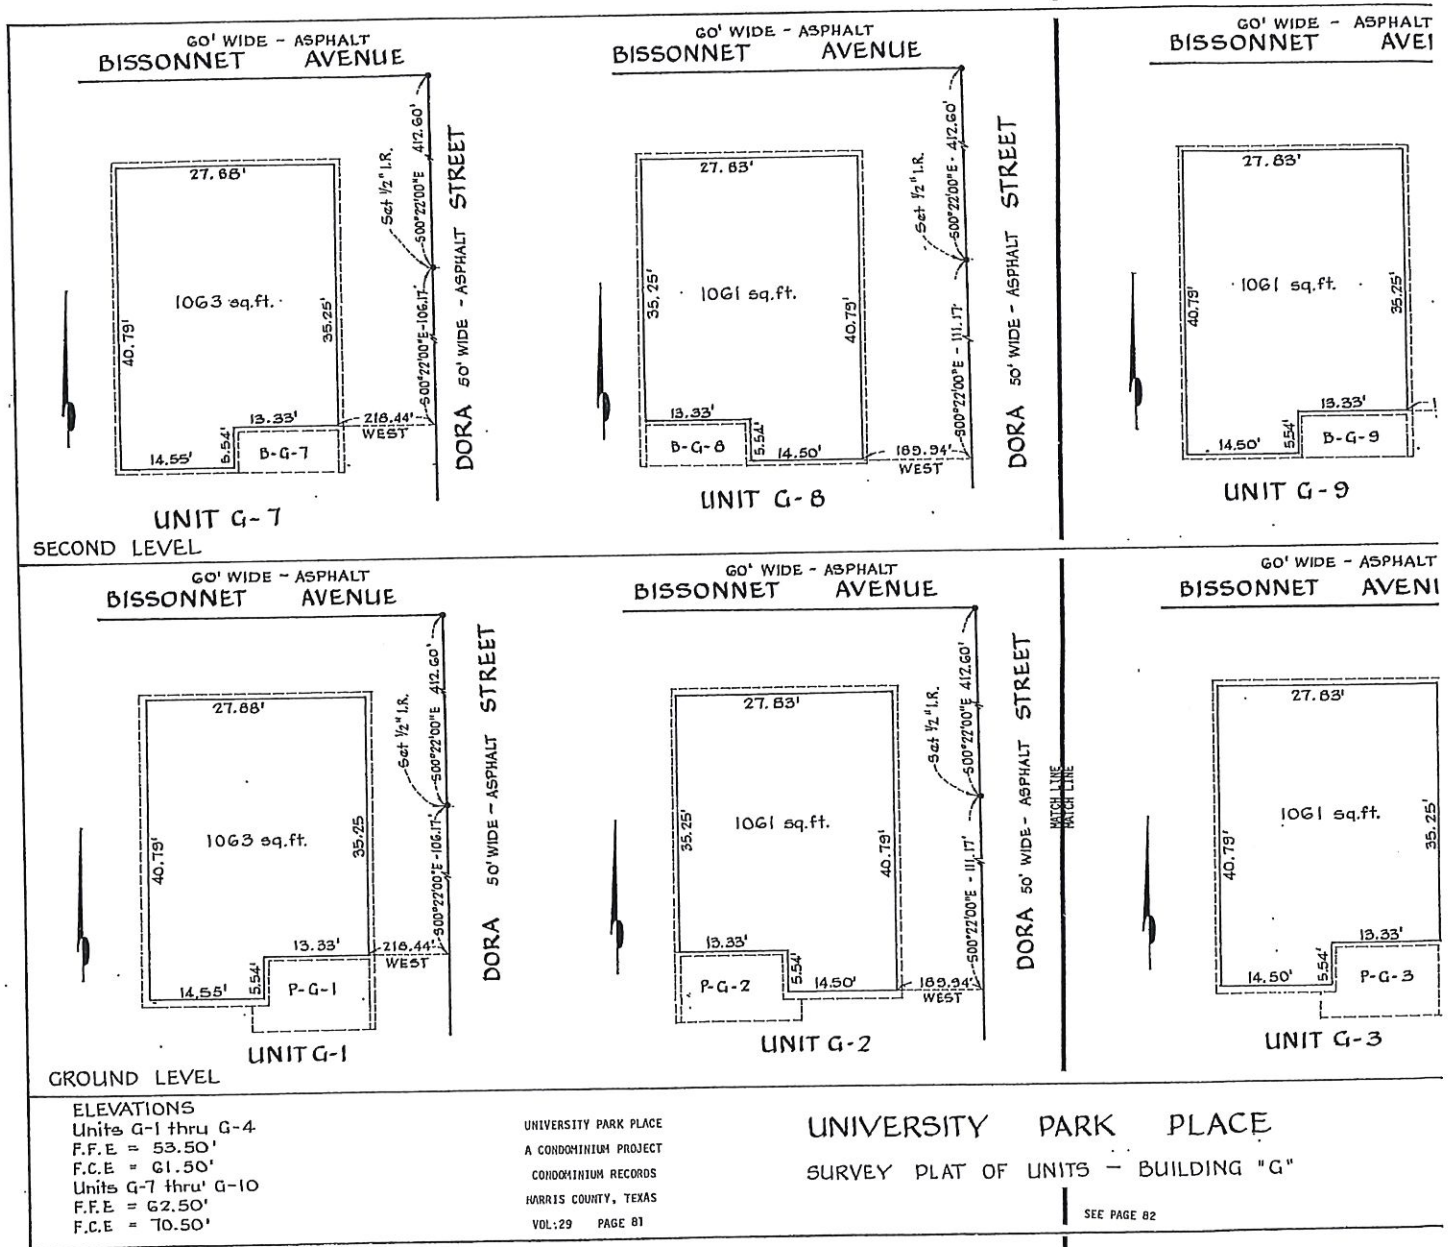 60' WIDE - ASPHALT
BISSONNET AVENUE
27.88'
1063 sq.ft.
40.79'
35.25'
13.33'
5.54'
14.55'
B-G-7
218.44'
WEST
Set 1/2" I.R.
S00°22'00"E 412.60'
S00°22'00"E - 106.17'
DORA 50' WIDE - ASPHALT STREET
UNIT G-7
60' WIDE - ASPHALT
BISSONNET AVENUE
27.83'
1061 sq.ft.
35.25'
40.79'
13.33'
5.54'
14.50'
B-G-8
189.94'
WEST
Set 1/2" I.R.
S00°22'00"E - 412.60'
S00°22'00"E - 111.17'
DORA 50' WIDE - ASPHALT STREET
UNIT G-8
60' WIDE - ASPHALT
BISSONNET AVE
27.83'
1061 sq.ft.
40.79'
35.25'
13.33'
5.54'
14.50'
B-G-9
UNIT G-9
SECOND LEVEL
60' WIDE - ASPHALT
BISSONNET AVENUE
27.88'
1063 sq.ft.
40.79'
35.25
13.33'
5.54'
14.55'
P-G-1
218.44'
WEST
Set 1/2" I.R.
S00°22'00"E 412.60'
S00°22'00"E - 106.17'
DORA 50' WIDE - ASPHALT STREET
UNIT G-1
60' WIDE - ASPHALT
BISSONNET AVENUE
27.83'
1061 sq.ft.
35.25'
40.79'
13.33'
5.54'
14.50'
P-G-2
189.94'
WEST
Set 1/2" I.R.
S00°22'00"E 412.60'
S00°22'00"E - 111.17'
DORA 50' WIDE - ASPHALT STREET
UNIT G-2
MATCH LINE
MATCH LINE
60' WIDE - ASPHALT
BISSONNET AVEN
27.83'
1061 sq.ft.
40.79'
35.25'
13.33'
5.54'
14.50'
P-G-3
UNIT G-3
GROUND LEVEL
ELEVATIONS
Units G-1 thru G-4
F.F.E = 53.50'
F.C.E = 61.50'
Units G-7 thru' G-10
F.F.E = 62.50'
F.C.E = 70.50'
UNIVERSITY PARK PLACE
A CONDOMINIUM PROJECT
CONDOMINIUM RECORDS
HARRIS COUNTY, TEXAS
VOL:29 PAGE 81
UNIVERSITY PARK PLACE
SURVEY PLAT OF UNITS - BUILDING "G"
SEE PAGE 82